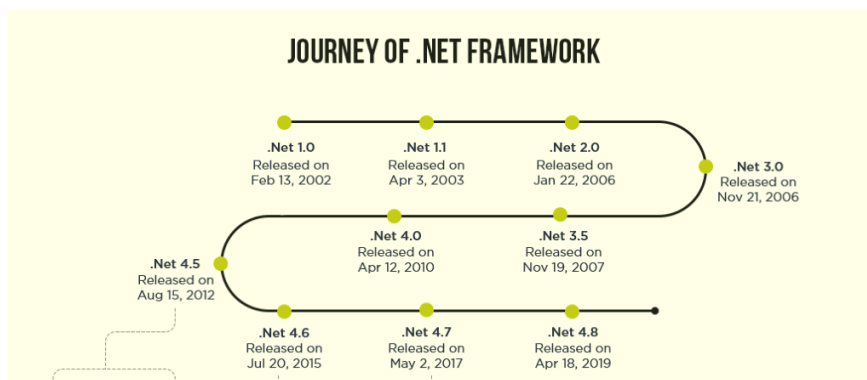 JOURNEY OF .NET FRAMEWORK
.Net 1.0
Released on
Feb 13, 2002
.Net 1.1
Released on
Apr 3, 2003
.Net 2.0
Released on
Jan 22, 2006
.Net 3.0
Released on
Nov 21, 2006
.Net 3.5
Released on
Nov 19, 2007
.Net 4.0
Released on
Apr 12, 2010
.Net 4.5
Released on
Aug 15, 2012
.Net 4.6
Released on
Jul 20, 2015
.Net 4.7
Released on
May 2, 2017
.Net 4.8
Released on
Apr 18, 2019